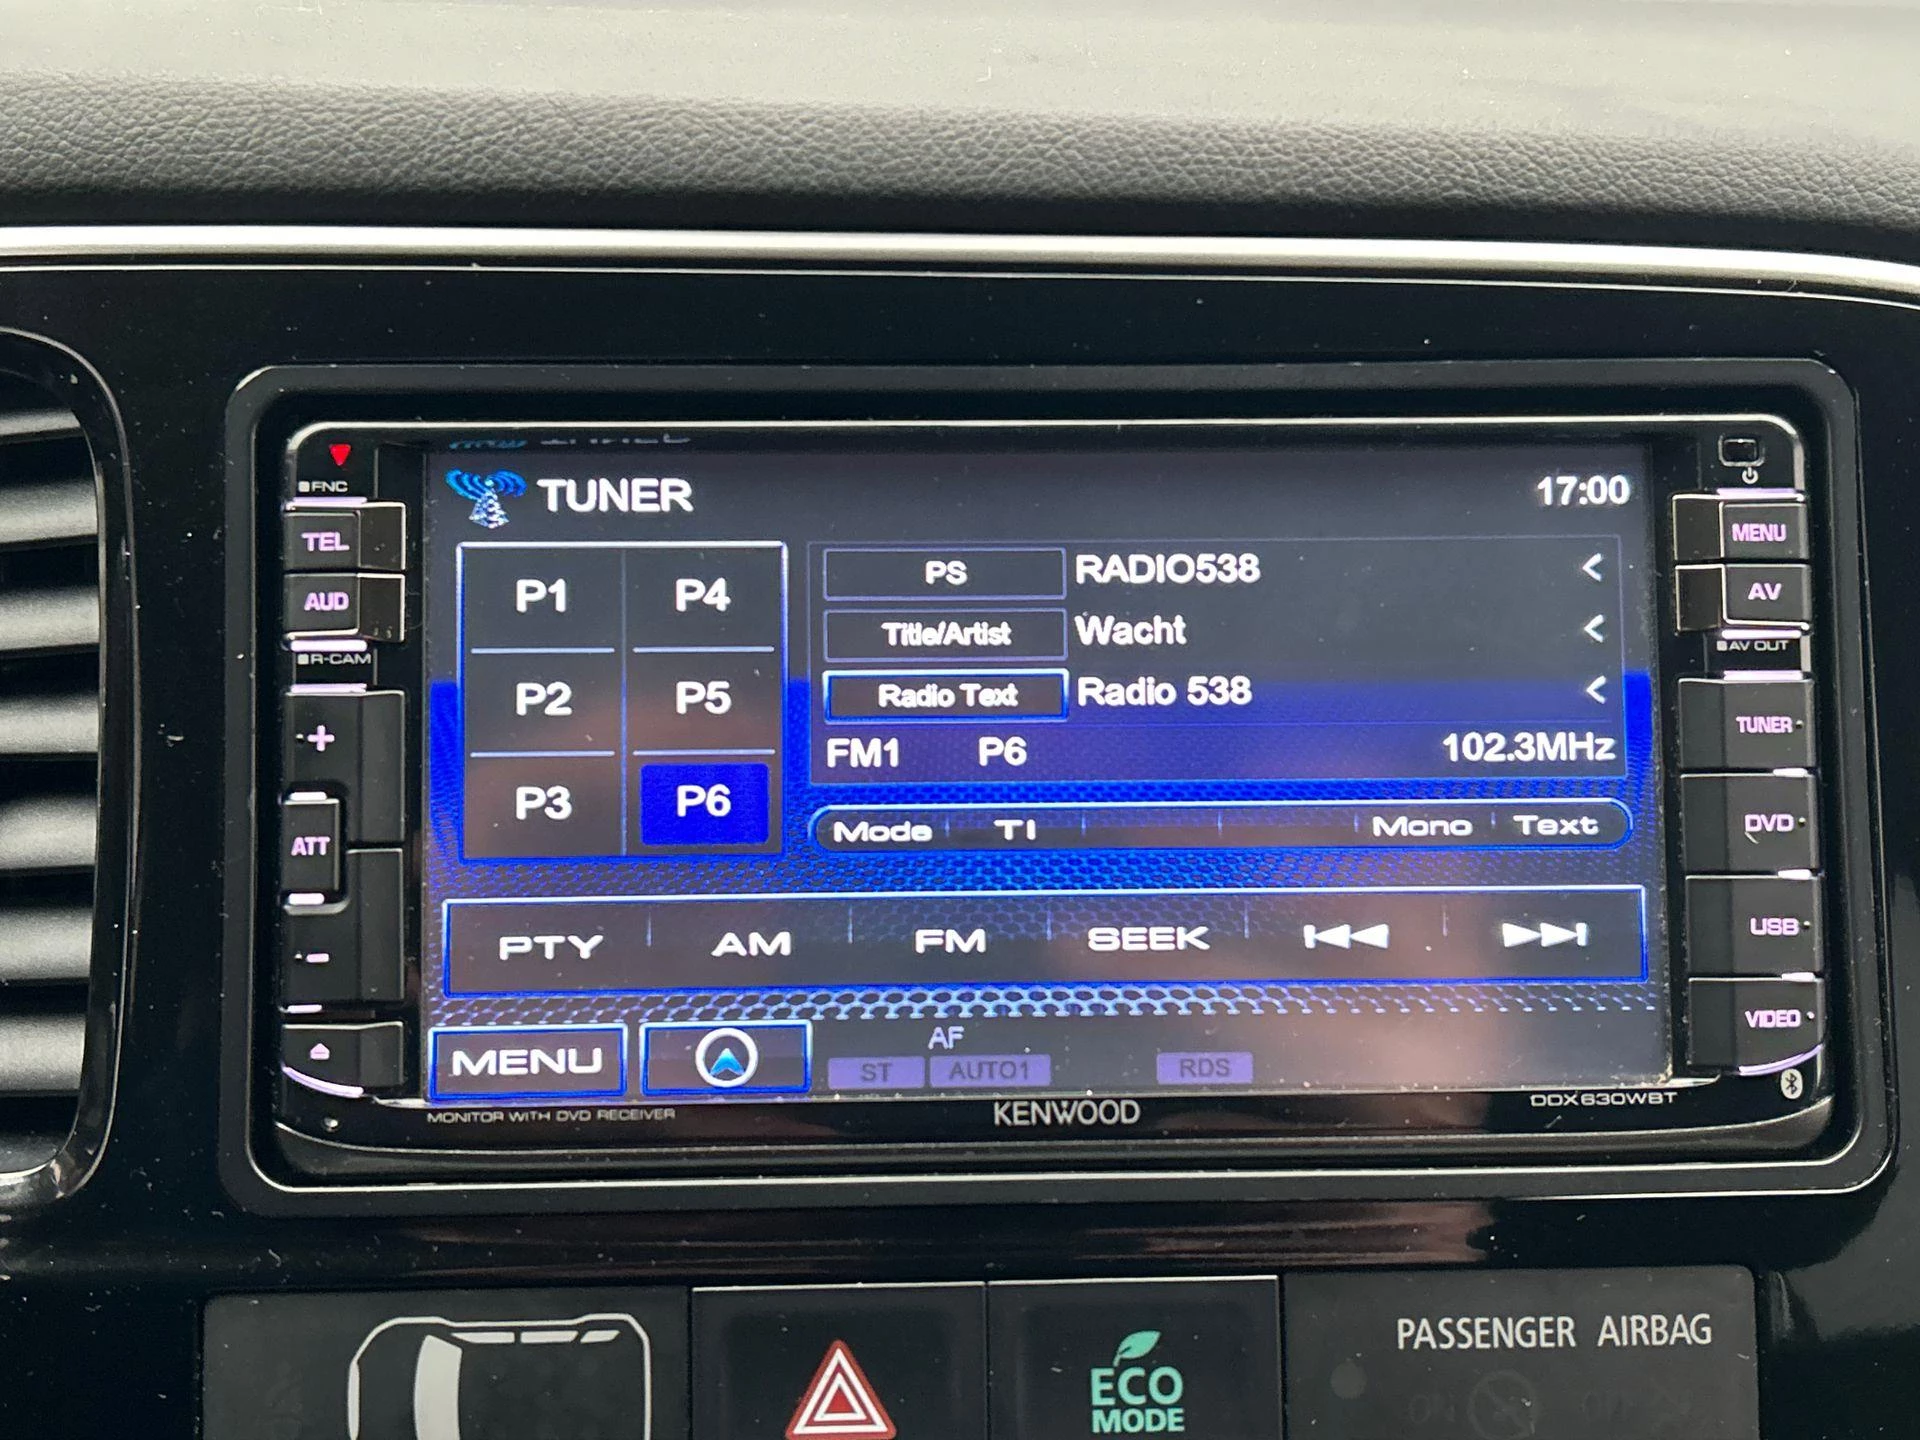 TUNER 17:00
FNC
TEL
AUD
R-CAM
+
ATT
-
P1 P4
P2 P5
P3 P6
PS RADIO538 <
Title/Artist Wacht <
Radio Text Radio 538 <
FM1 P6 102.3MHz
Mode TI Mono Text
PTY AM FM SEEK
MENU AF
ST AUTO1 RDS
MENU
AV
AV OUT
TUNER
DVD
USB
VIDEO
MONITOR WITH DVD RECEIVER KENWOOD DDX630WBT
ECO
MODE
PASSENGER AIRBAG